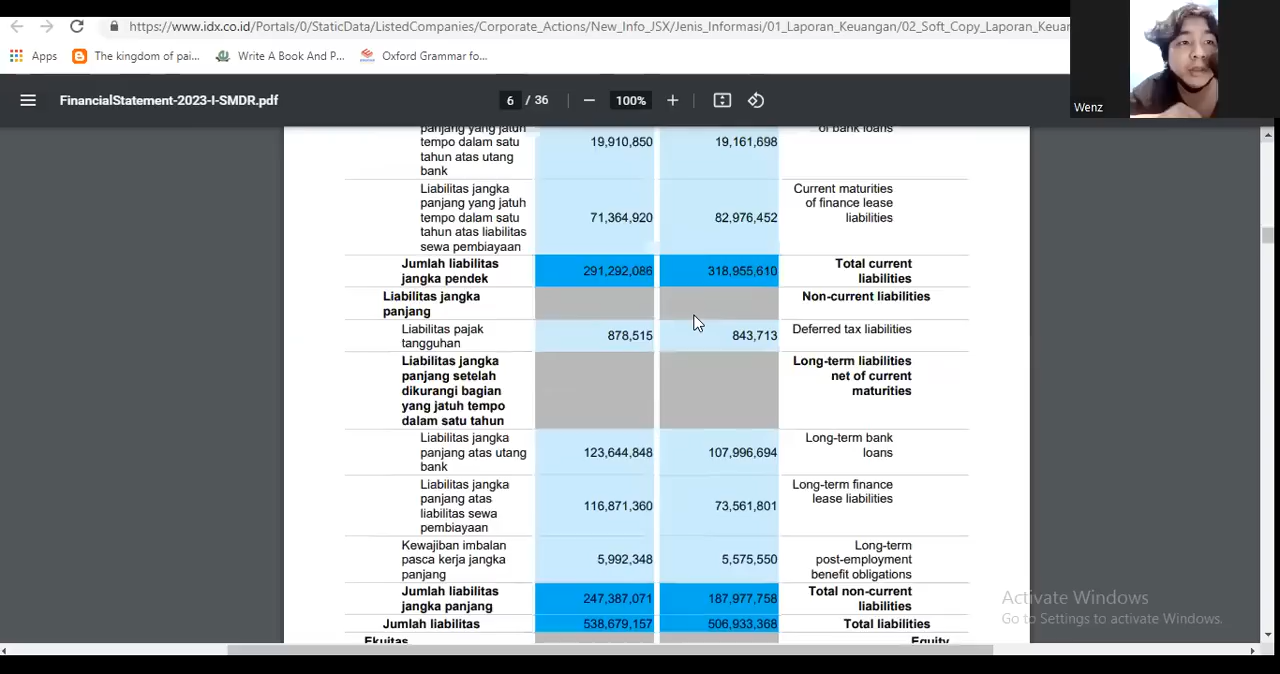 https://www.idx.co.id/Portals/0/StaticData/ListedCompanies/Corporate_Actions/New_Info_JSX/Jenis_Informasi/01_Laporan_Keuangan/02_Soft_Copy_Laporan_Keuan
Apps The kingdom of pai... Write A Book And P... Oxford Grammar fo...
Wenz
FinancialStatement-2023-I-SMDR.pdf 6 / 36 100%
panjang yang jatuh
tempo dalam satu
tahun atas utang
bank
19,910,850 19,161,698
of bank loans
Liabilitas jangka
panjang yang jatuh
tempo dalam satu
tahun atas liabilitas
sewa pembiayaan
71,364,920 82,976,452
Current maturities
of finance lease
liabilities
Jumlah liabilitas
jangka pendek
291,292,086 318,955,610
Total current
liabilities
Liabilitas jangka
panjang
Non-current liabilities
Liabilitas pajak
tangguhan
878,515 843,713
Deferred tax liabilities
Liabilitas jangka
panjang setelah
dikurangi bagian
yang jatuh tempo
dalam satu tahun
Long-term liabilities
net of current
maturities
Liabilitas jangka
panjang atas utang
bank
123,644,848 107,996,694
Long-term bank
loans
Liabilitas jangka
panjang atas
liabilitas sewa
pembiayaan
116,871,360 73,561,801
Long-term finance
lease liabilities
Kewajiban imbalan
pasca kerja jangka
panjang
5,992,348 5,575,550
Long-term
post-employment
benefit obligations
Jumlah liabilitas
jangka panjang
247,387,071 187,977,758
Total non-current
liabilities
Jumlah liabilitas 538,679,157 506,933,368 Total liabilities
Ekuitas Equity
Activate Windows
Go to Settings to activate Windows.